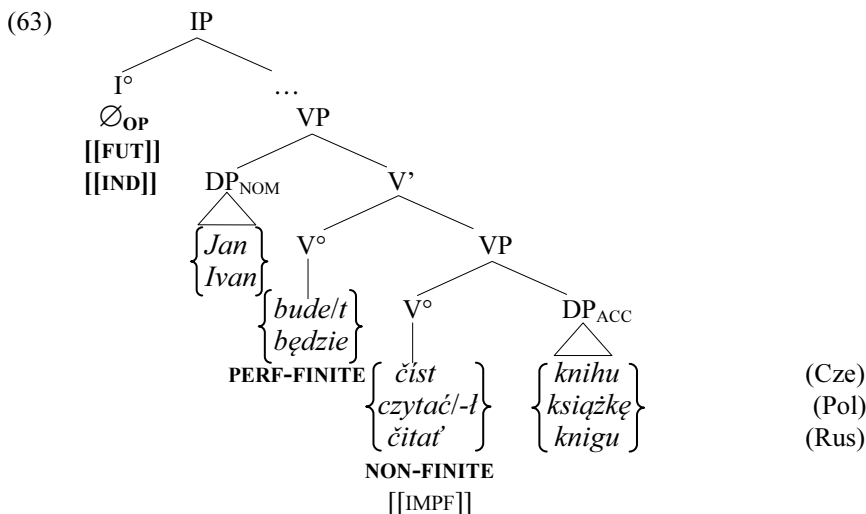 (63) IP
I° …
∅OP VP
[[FUT]]
[[IND]] DPNOM V’
Jan V° VP
Ivan
bude/t V° DPACC
będzie
PERF-FINITE číst knihu (Cze)
czytać/-ł książkę (Pol)
čitať knigu (Rus)
NON-FINITE
[[IMPF]]